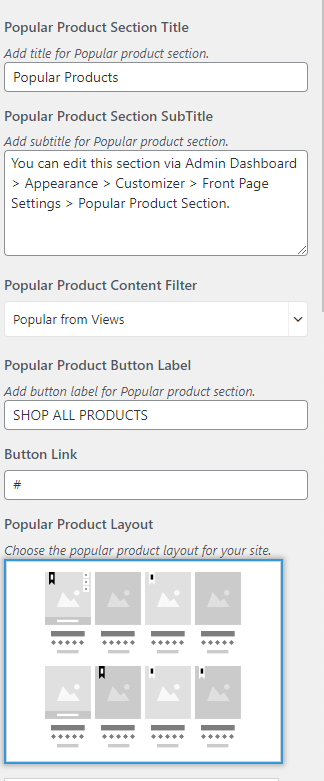 Popular Product Section Title
Add title for Popular product section.
Popular Products
Popular Product Section SubTitle
Add subtitle for Popular product section.
You can edit this section via Admin Dashboard
> Appearance > Customizer > Front Page
Settings > Popular Product Section.
Popular Product Content Filter
Popular from Views
Popular Product Button Label
Add button label for Popular product section.
SHOP ALL PRODUCTS
Button Link
#
Popular Product Layout
Choose the popular product layout for your site.